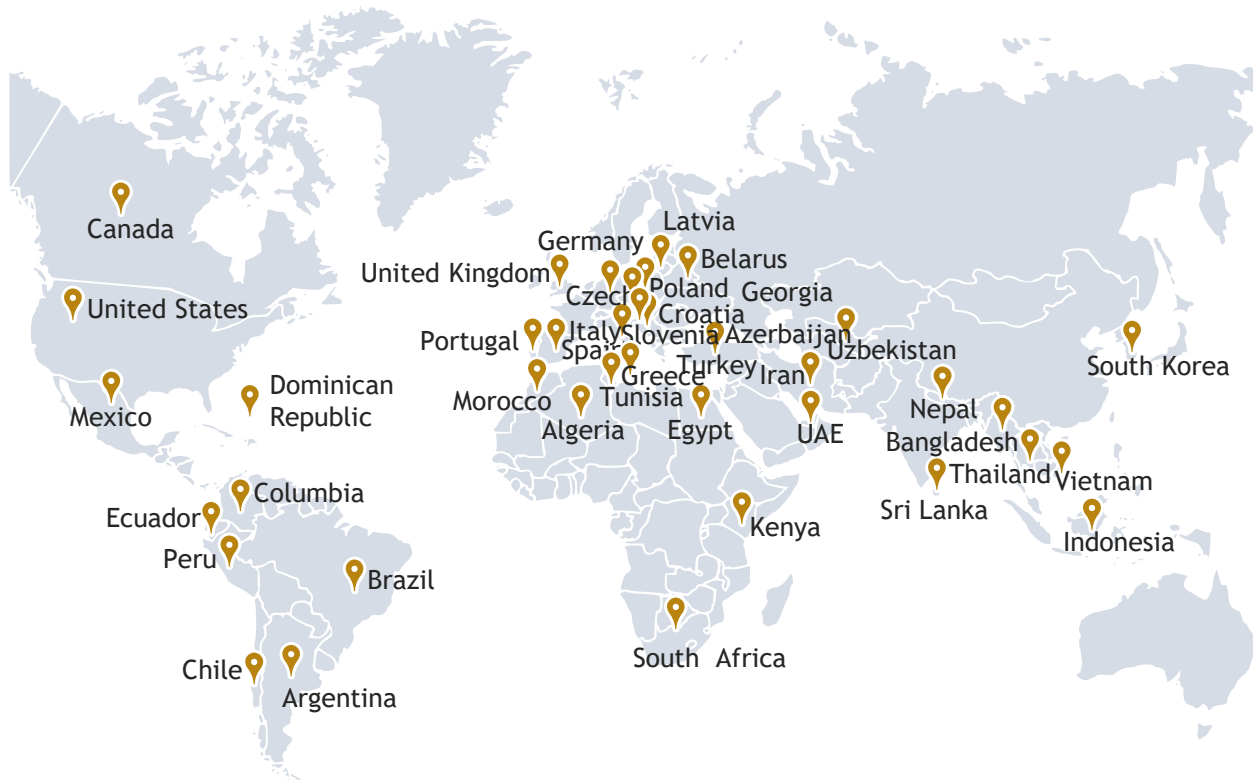 Latvia
Germany
Canada
Belarus
United Kingdom
Czech
Poland
Georgia
United States
Croatia
Italy
Slovenia
Azerbaijan
Portugal
Spain
Uzbekistan
South Korea
Turkey
Iran
Greece
Dominican
Republic
Mexico
Morocco
Tunisia
Nepal
Algeria
Egypt
UAE
Bangladesh
Thailand
Vietnam
Columbia
Sri Lanka
Ecuador
Kenya
Indonesia
Peru
Brazil
South Africa
Chile
Argentina